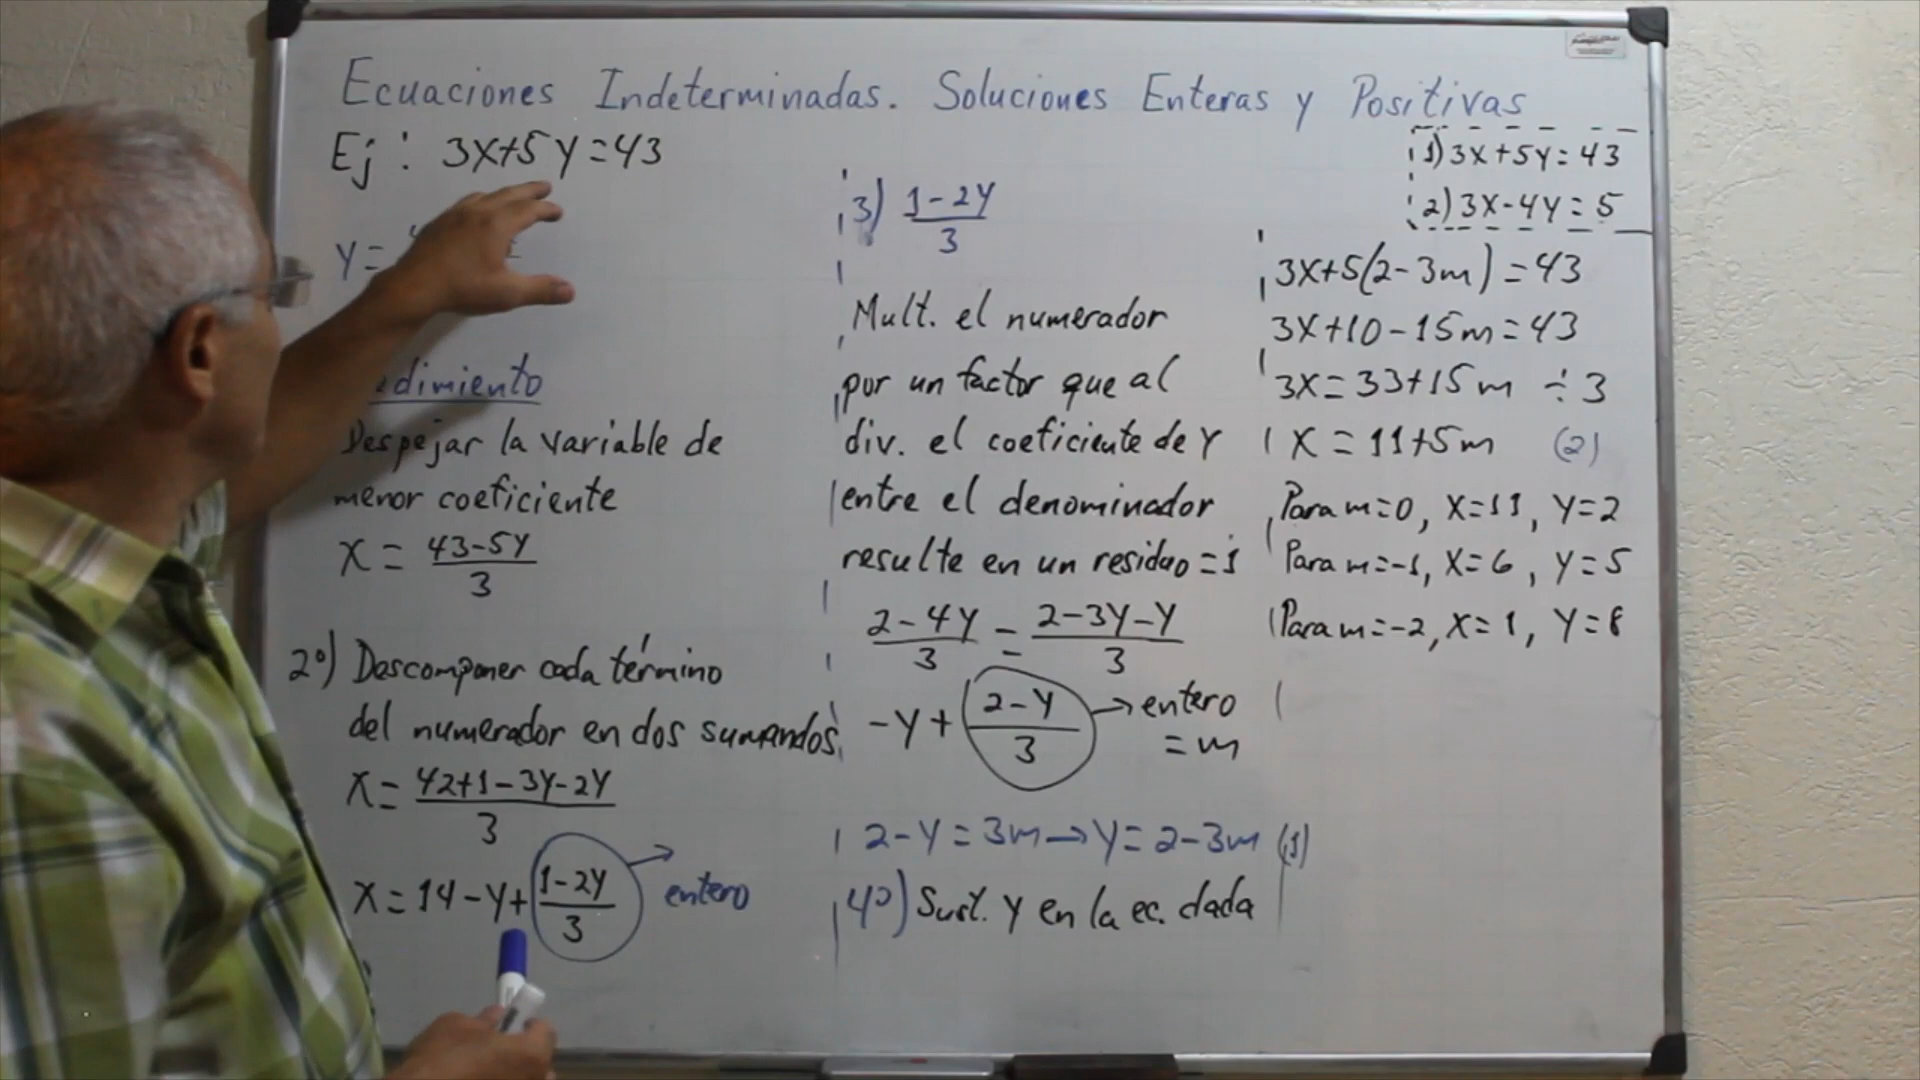 Ecuaciones Indeterminadas. Soluciones Enteras y Positivas
Ej: 3X+5Y=43
Y=
dimiento
Despejar la variable de
menor coeficiente
X = 43-5Y / 3
2º) Descomponer cada término
del numerador en dos sumandos
X = 42+1-3Y-2Y / 3
X = 14-Y+ 1-2Y / 3 → entero
3) 1-2Y / 3
Mult. el numerador
por un factor que al
div. el coeficiente de Y
entre el denominador
resulte en un residuo = 1
2-4Y / 3 = 2-3Y-Y / 3
-Y+ 2-Y / 3 → entero
= m
2-Y = 3m → Y = 2-3m (1)
4º) Sust. Y en la ec. dada
1) 3X+5Y = 43
2) 3X-4Y = 5
3X+5(2-3m) = 43
3X+10-15m = 43
3X = 33+15m ÷3
X = 11+5m (2)
Para m=0, X=11, Y=2
Para m=-1, X=6, Y=5
Para m=-2, X=1, Y=8